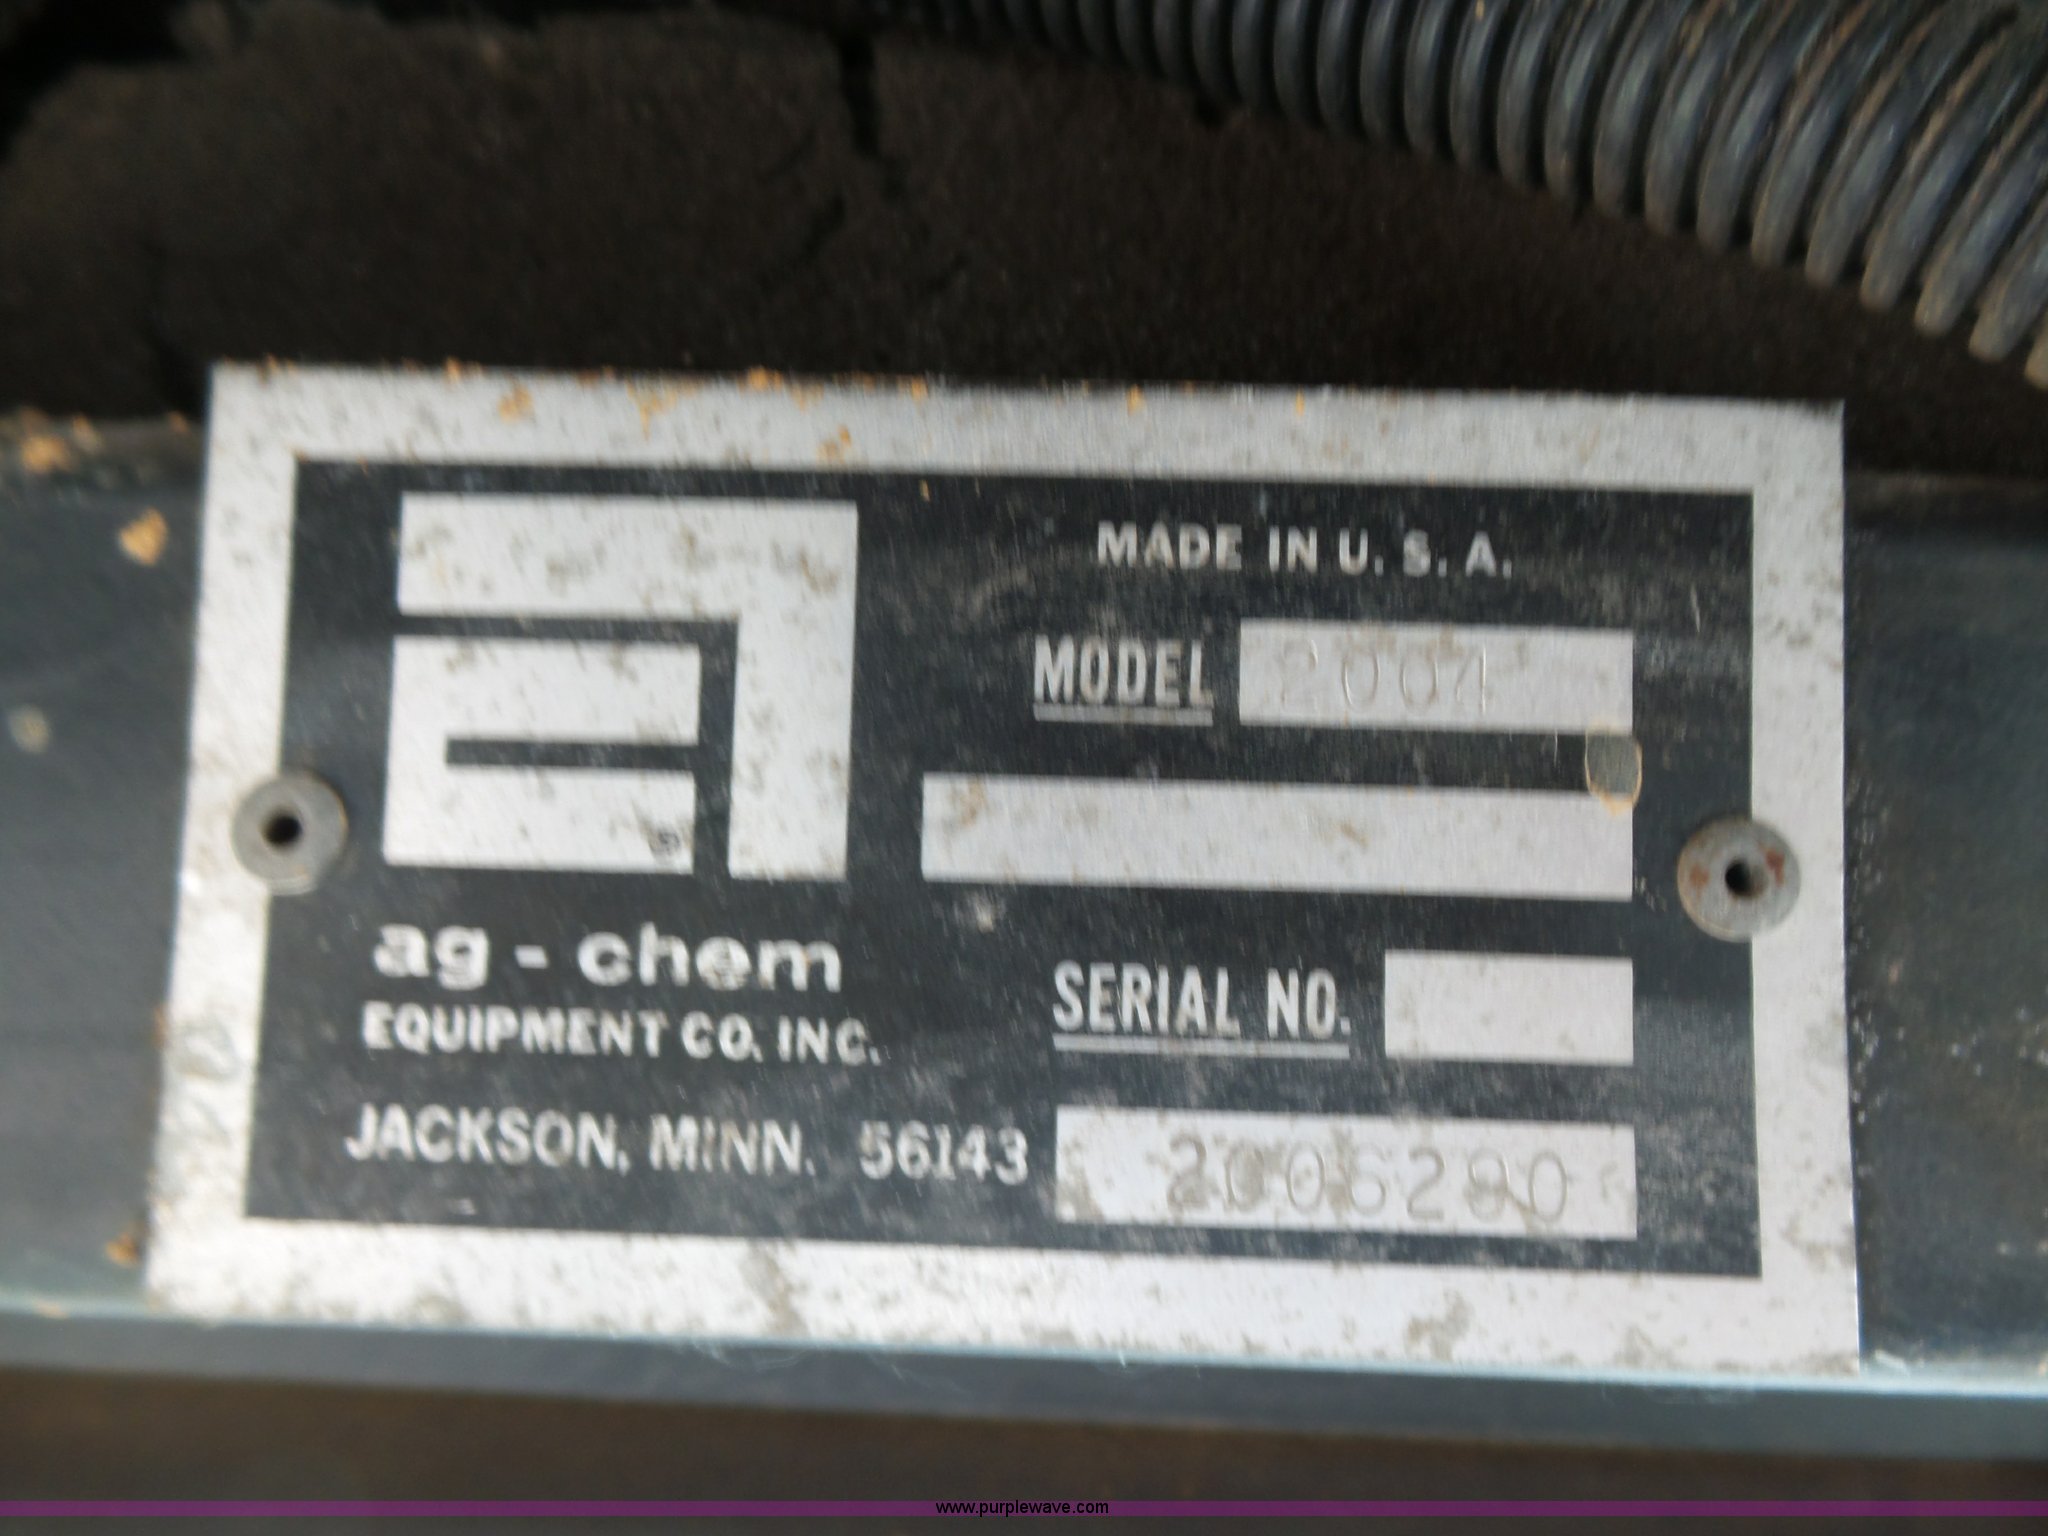 MADE IN U. S. A.
MODEL 2004
ag-chem
EQUIPMENT CO. INC.
SERIAL NO.
JACKSON, MINN. 56143
2006280
www.purplewave.com